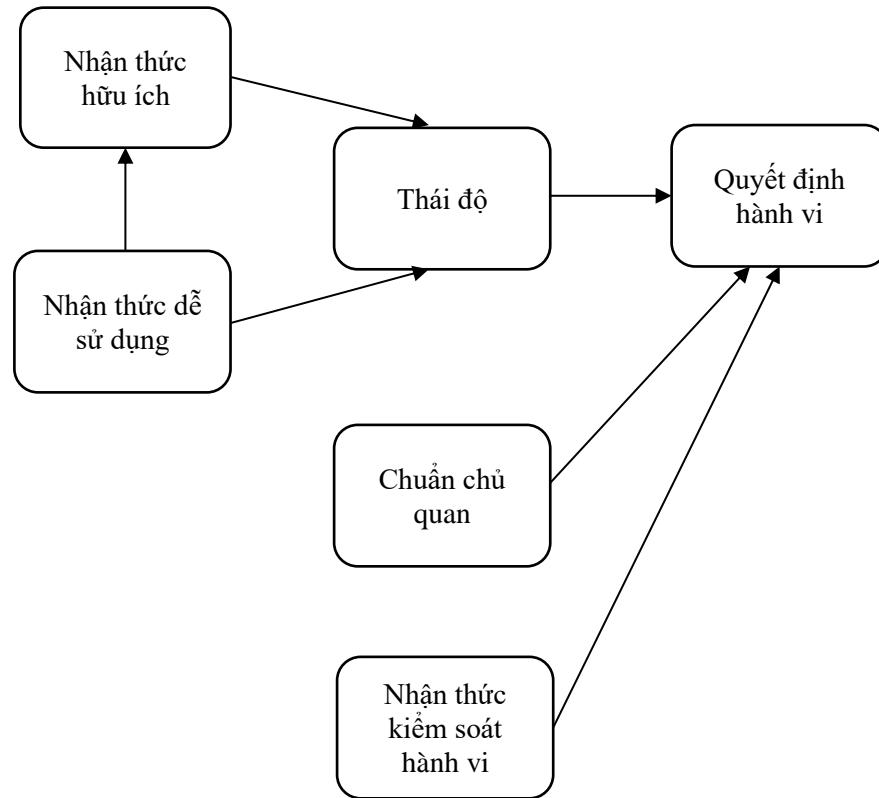 Nhận thức
hữu ích
Thái độ
Quyết định
hành vi
Nhận thức dễ
sử dụng
Chuẩn chủ
quan
Nhận thức
kiểm soát
hành vi